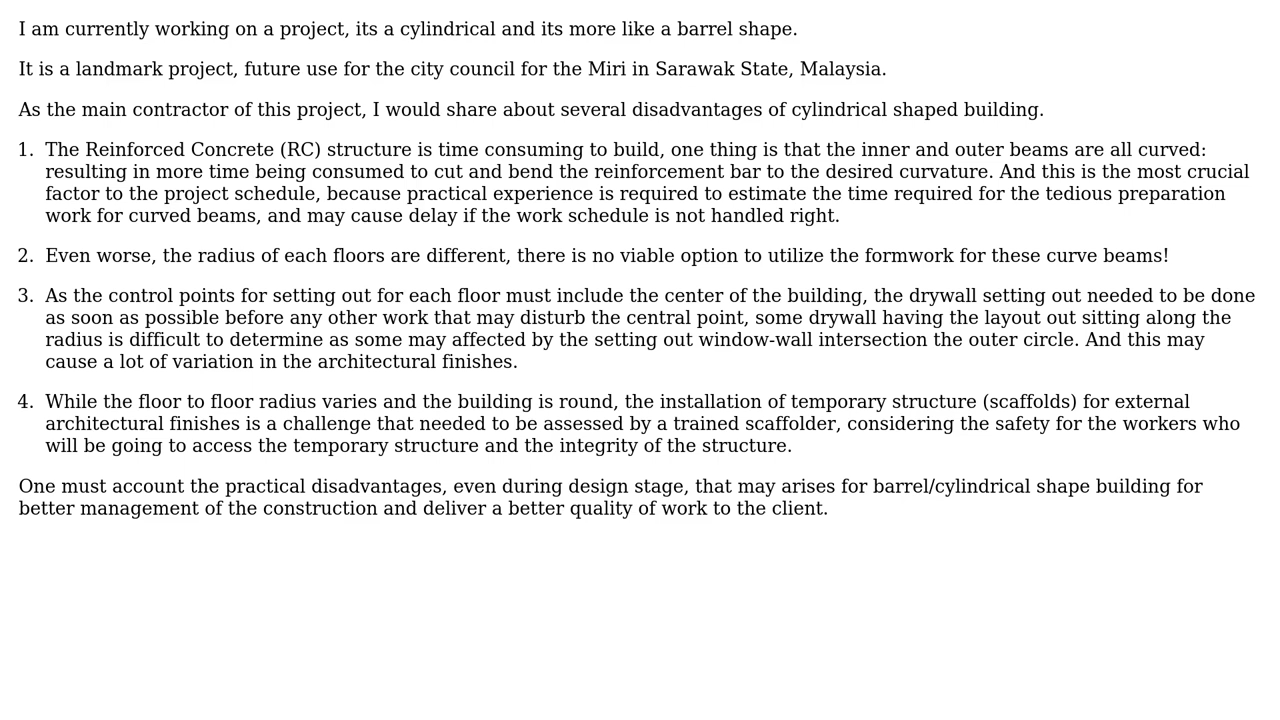 I am currently working on a project, its a cylindrical and its more like a barrel shape.
It is a landmark project, future use for the city council for the Miri in Sarawak State, Malaysia.
As the main contractor of this project, I would share about several disadvantages of cylindrical shaped building.
1. The Reinforced Concrete (RC) structure is time consuming to build, one thing is that the inner and outer beams are all curved:
resulting in more time being consumed to cut and bend the reinforcement bar to the desired curvature. And this is the most crucial
factor to the project schedule, because practical experience is required to estimate the time required for the tedious preparation
work for curved beams, and may cause delay if the work schedule is not handled right.
2. Even worse, the radius of each floors are different, there is no viable option to utilize the formwork for these curve beams!
3. As the control points for setting out for each floor must include the center of the building, the drywall setting out needed to be done
as soon as possible before any other work that may disturb the central point, some drywall having the layout out sitting along the
radius is difficult to determine as some may affected by the setting out window-wall intersection the outer circle. And this may
cause a lot of variation in the architectural finishes.
4. While the floor to floor radius varies and the building is round, the installation of temporary structure (scaffolds) for external
architectural finishes is a challenge that needed to be assessed by a trained scaffolder, considering the safety for the workers who
will be going to access the temporary structure and the integrity of the structure.
One must account the practical disadvantages, even during design stage, that may arises for barrel/cylindrical shape building for
better management of the construction and deliver a better quality of work to the client.